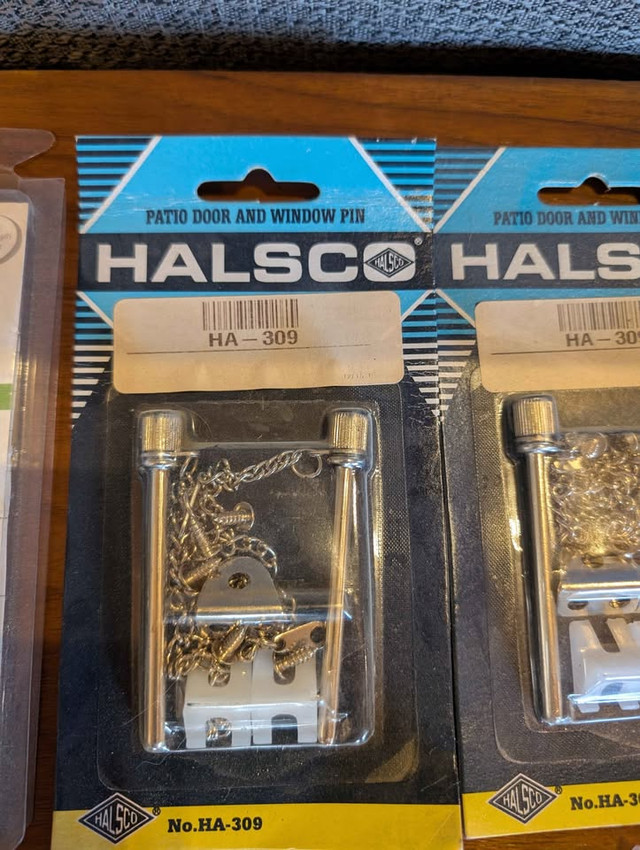 PATIO DOOR AND WINDOW PIN
HALSCO®
HALSCO
HA-309
HALSCO®
No.HA-309
PATIO DOOR AND WIN
HALS
HA-309
HALSCO®
No.HA-30